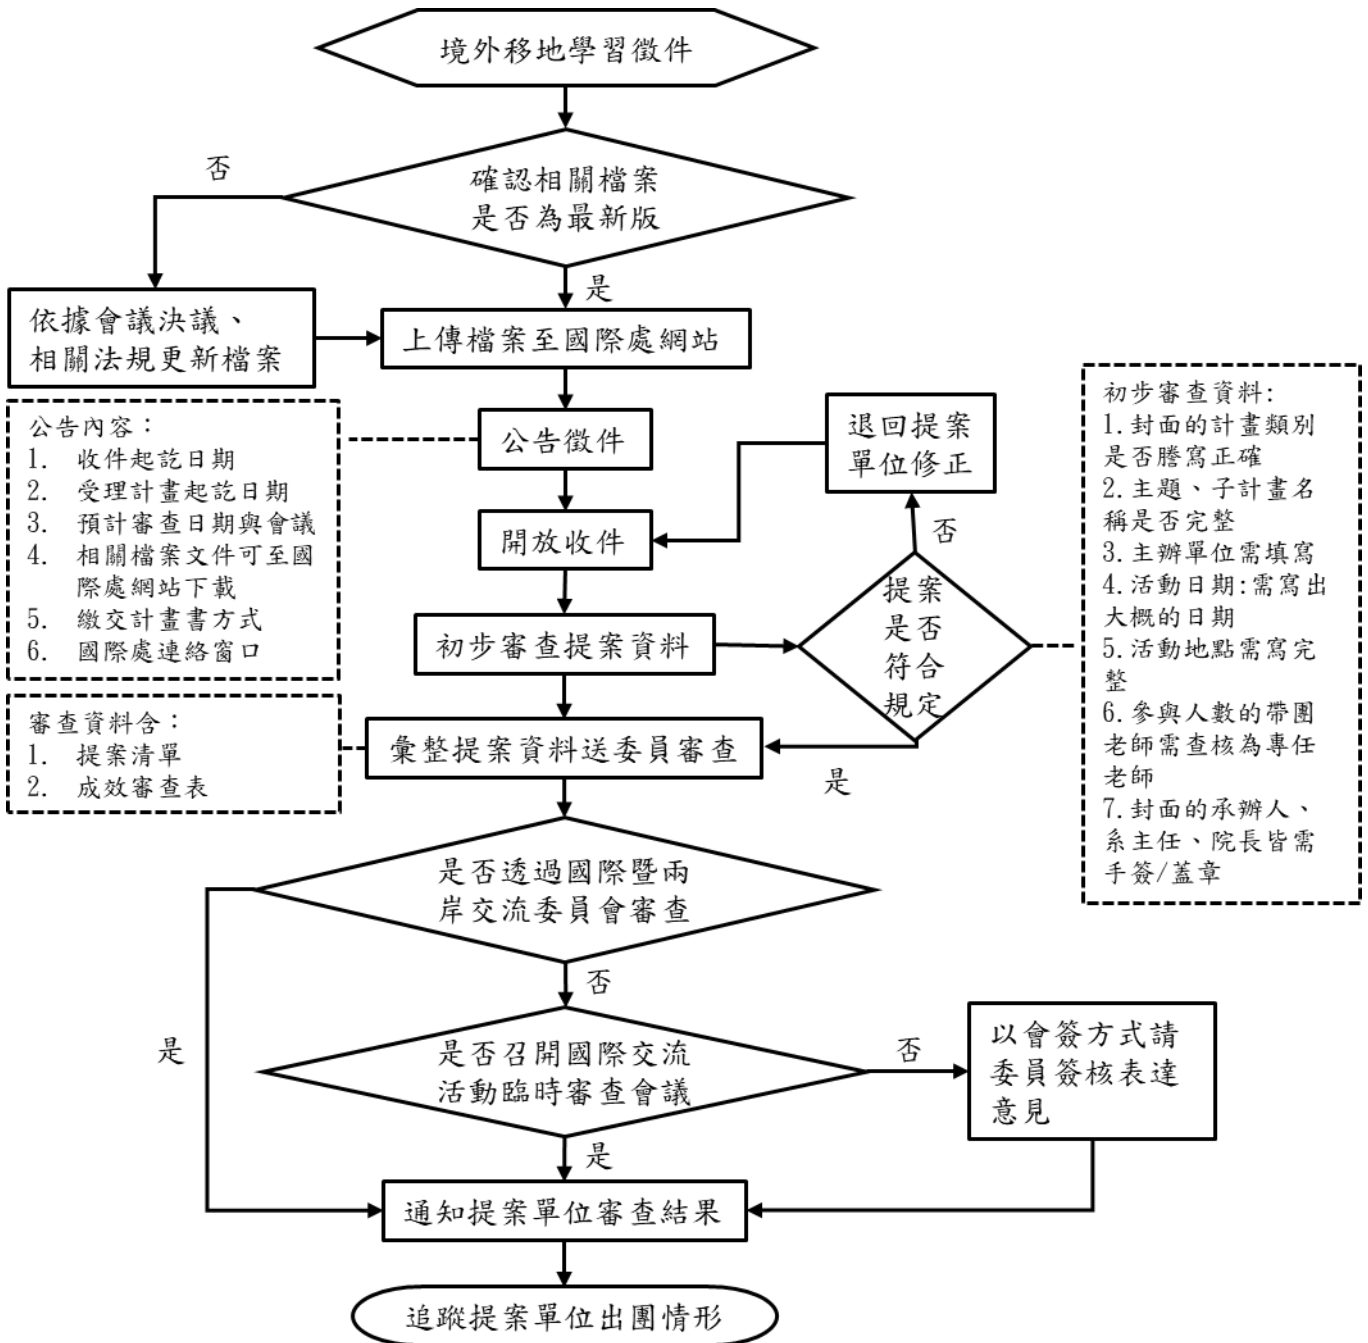 境外移地學習徵件
確認相關檔案
是否為最新版
否
是
依據會議決議、
相關法規更新檔案
上傳檔案至國際處網站
公告內容：
1. 收件起訖日期
2. 受理計畫起訖日期
3. 預計審查日期與會議
4. 相關檔案文件可至國
際處網站下載
5. 繳交計畫書方式
6. 國際處連絡窗口
公告徵件
開放收件
退回提案
單位修正
否
初步審查提案資料
提案
是否
符合
規定
是
初步審查資料:
1.封面的計畫類別
是否謄寫正確
2.主題、子計畫名
稱是否完整
3.主辦單位需填寫
4.活動日期:需寫出
大概的日期
5.活動地點需寫完
整
6.參與人數的帶團
老師需查核為專任
老師
7.封面的承辦人、
系主任、院長皆需
手簽/蓋章
審查資料含：
1. 提案清單
2. 成效審查表
彙整提案資料送委員審查
是否透過國際暨兩
岸交流委員會審查
是
否
是否召開國際交流
活動臨時審查會議
否
以會簽方式請
委員簽核表達
意見
是
通知提案單位審查結果
追蹤提案單位出團情形